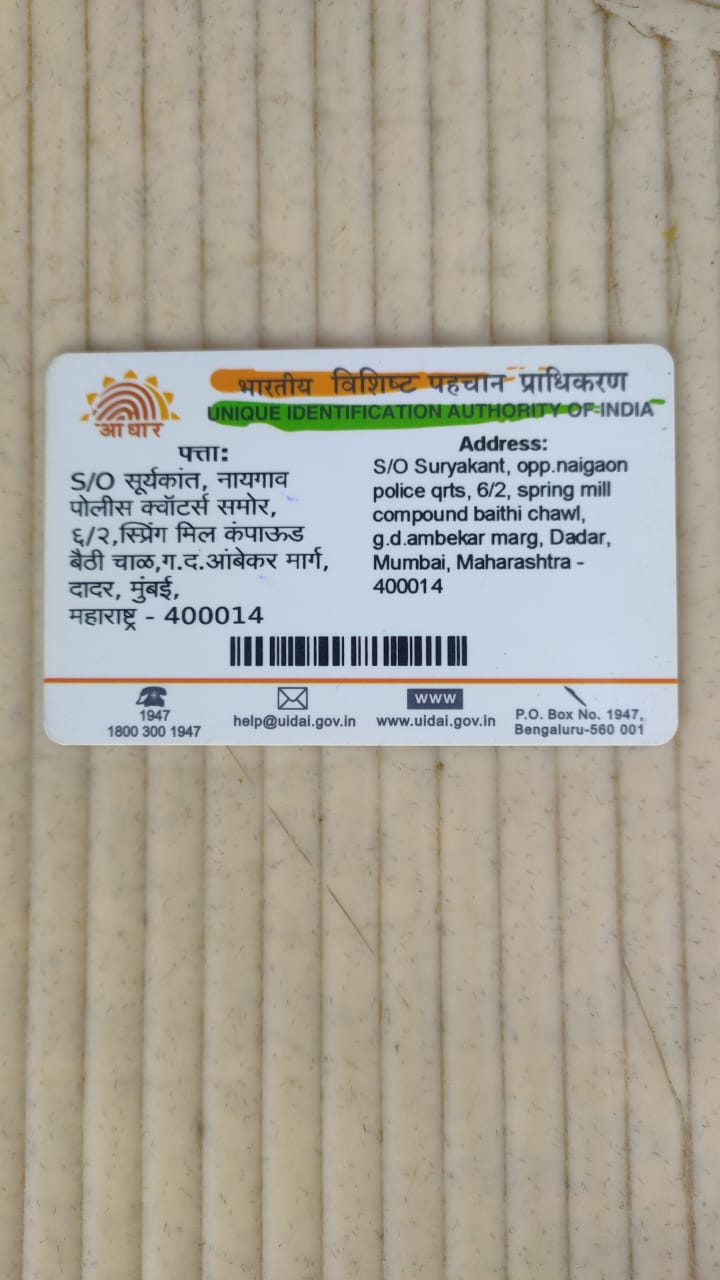 भारतीय विशिष्ट पहचान प्राधिकरण
UNIQUE IDENTIFICATION AUTHORITY OF INDIA
आधार
पत्ता:
S/O सूर्यकांत, नायगाव
पोलीस क्वॉटर्स समोर,
६/२,स्प्रिंग मिल कंपाऊड
बैठी चाळ,ग.द.आंबेकर मार्ग,
दादर, मुंबई,
महाराष्ट्र - 400014
Address:
S/O Suryakant, opp.naigaon
police qrts, 6/2, spring mill
compound baithi chawl,
g.d.ambekar marg, Dadar,
Mumbai, Maharashtra -
400014
1947
1800 300 1947
help@uidai.gov.in
www
www.uidai.gov.in
P.O. Box No. 1947,
Bengaluru-560 001